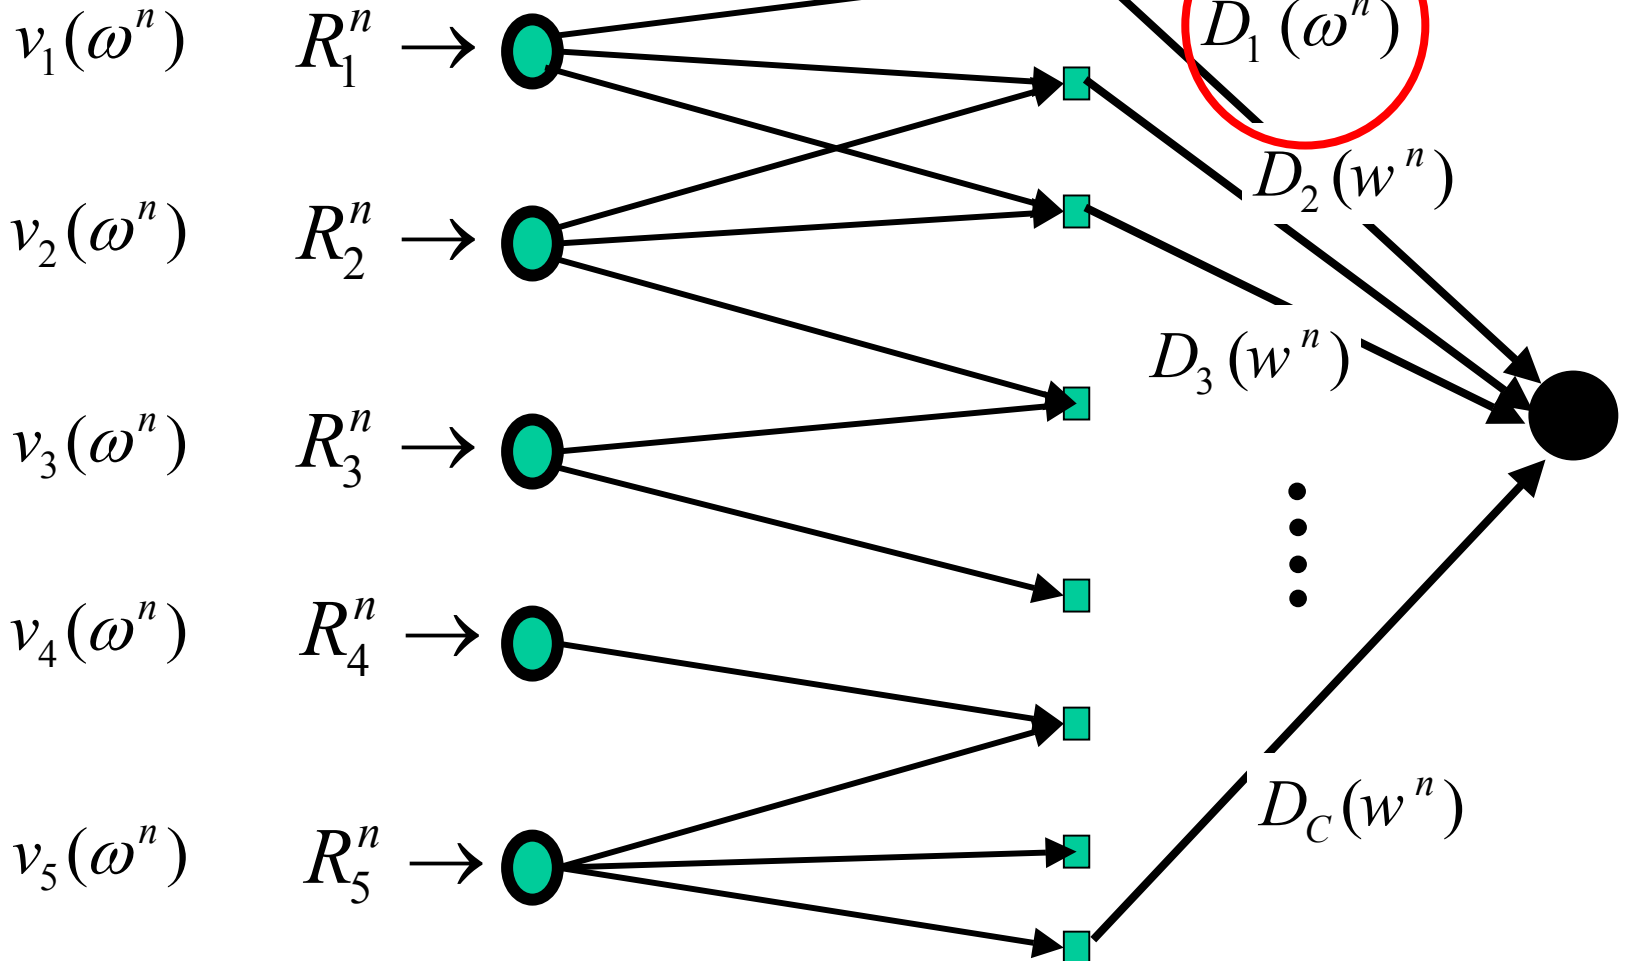 v₁(ωⁿ) R₁ⁿ → D₁(ωⁿ)
D₂(wⁿ)
v₂(ωⁿ) R₂ⁿ →
D₃(wⁿ)
v₃(ωⁿ) R₃ⁿ →
v₄(ωⁿ) R₄ⁿ →
D_C(wⁿ)
v₅(ωⁿ) R₅ⁿ →